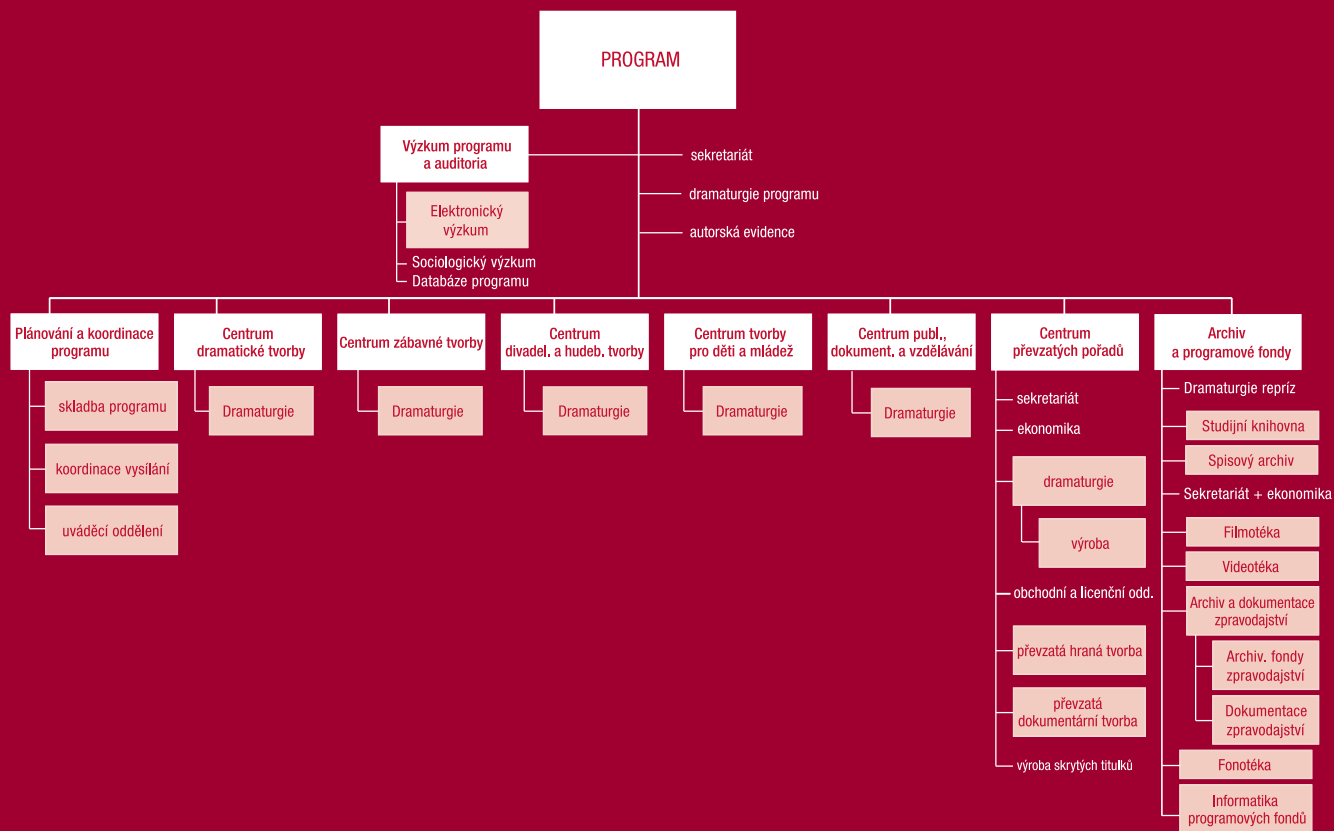 PROGRAM
Výzkum programu
a auditoria
sekretariát
dramaturgie programu
autorská evidence
Elektronický
výzkum
Sociologický výzkum
Databáze programu
Plánování a koordinace
programu
skladba programu
koordinace vysílání
uváděcí oddělení
Centrum
dramatické tvorby
Dramaturgie
Centrum zábavné tvorby
Dramaturgie
Centrum
divadel. a hudeb. tvorby
Dramaturgie
Centrum tvorby
pro děti a mládež
Dramaturgie
Centrum publ.,
dokument. a vzdělávání
Dramaturgie
Centrum
převzatých pořadů
sekretariát
ekonomika
dramaturgie
výroba
obchodní a licenční odd.
převzatá hraná tvorba
převzatá
dokumentární tvorba
výroba skrytých titulků
Archiv
a programové fondy
Dramaturgie repríz
Studijní knihovna
Spisový archiv
Sekretariát + ekonomika
Filmotéka
Videotéka
Archiv a dokumentace
zpravodajství
Archiv. fondy
zpravodajství
Dokumentace
zpravodajství
Fonotéka
Informatika
programových fondů